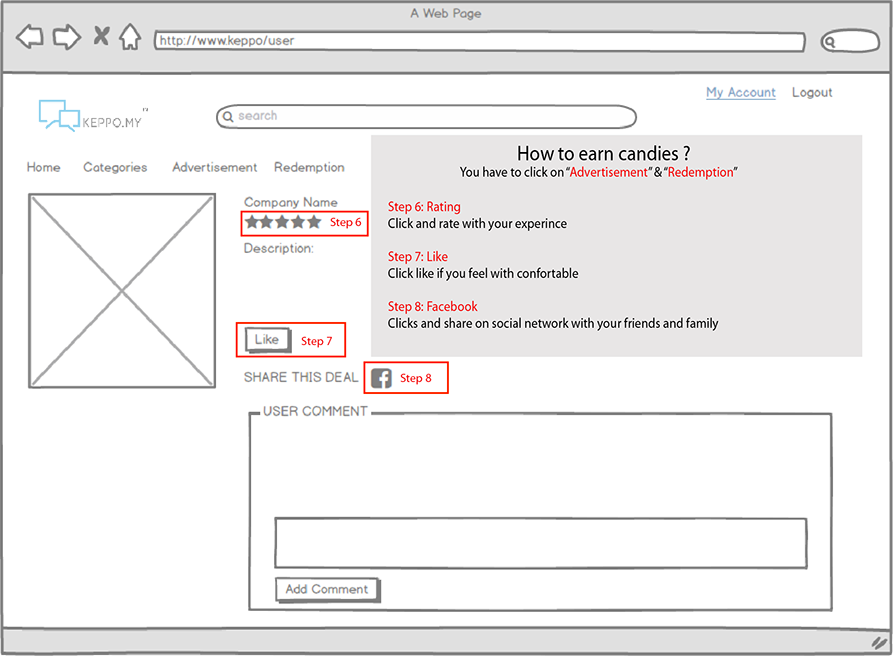 A Web Page
http://www.keppo/user
My Account Logout
KEPPO.MY
search
Home Categories Advertisement Redemption
How to earn candies ?
You have to click on “Advertisement” & “Redemption”
Step 6: Rating
Click and rate with your experince
Step 7: Like
Click like if you feel with confortable
Step 8: Facebook
Clicks and share on social network with your friends and family
Company Name
Step 6
Description:
Like Step 7
SHARE THIS DEAL f Step 8
USER COMMENT
Add Comment